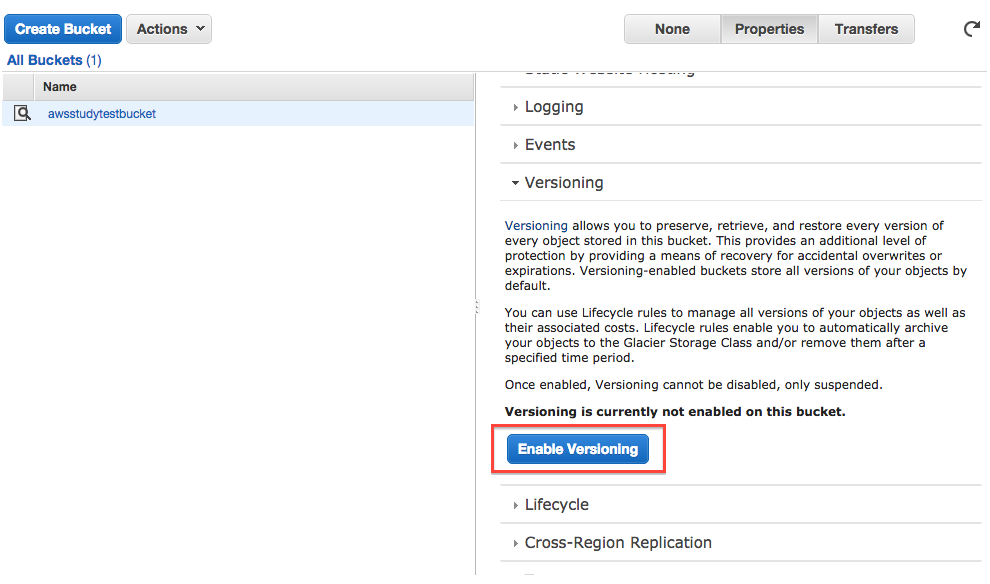 Create Bucket Actions None Properties Transfers
All Buckets (1)
Name
awsstudytestbucket
Static Website Hosting
Logging
Events
Versioning
Versioning allows you to preserve, retrieve, and restore every version of
every object stored in this bucket. This provides an additional level of
protection by providing a means of recovery for accidental overwrites or
expirations. Versioning-enabled buckets store all versions of your objects by
default.
You can use Lifecycle rules to manage all versions of your objects as well as
their associated costs. Lifecycle rules enable you to automatically archive
your objects to the Glacier Storage Class and/or remove them after a
specified time period.
Once enabled, Versioning cannot be disabled, only suspended.
Versioning is currently not enabled on this bucket.
Enable Versioning
Lifecycle
Cross-Region Replication